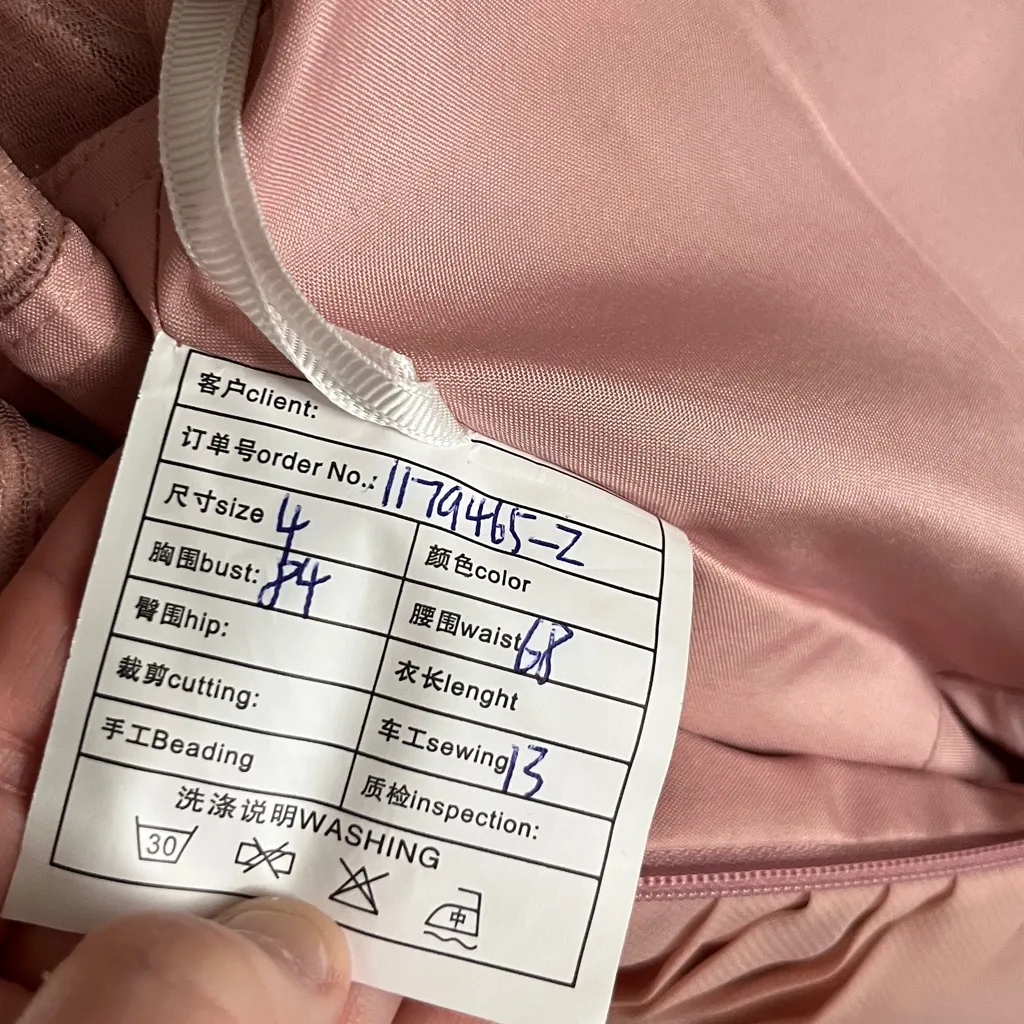 客户client:
订单号order No.: 1179465-2
尺寸size 4 颜色color
胸围bust: 84 腰围waist 68
臀围hip: 衣长lenght
裁剪cutting: 车工sewing 13
手工Beading 质检inspection:
洗涤说明WASHING
30 中